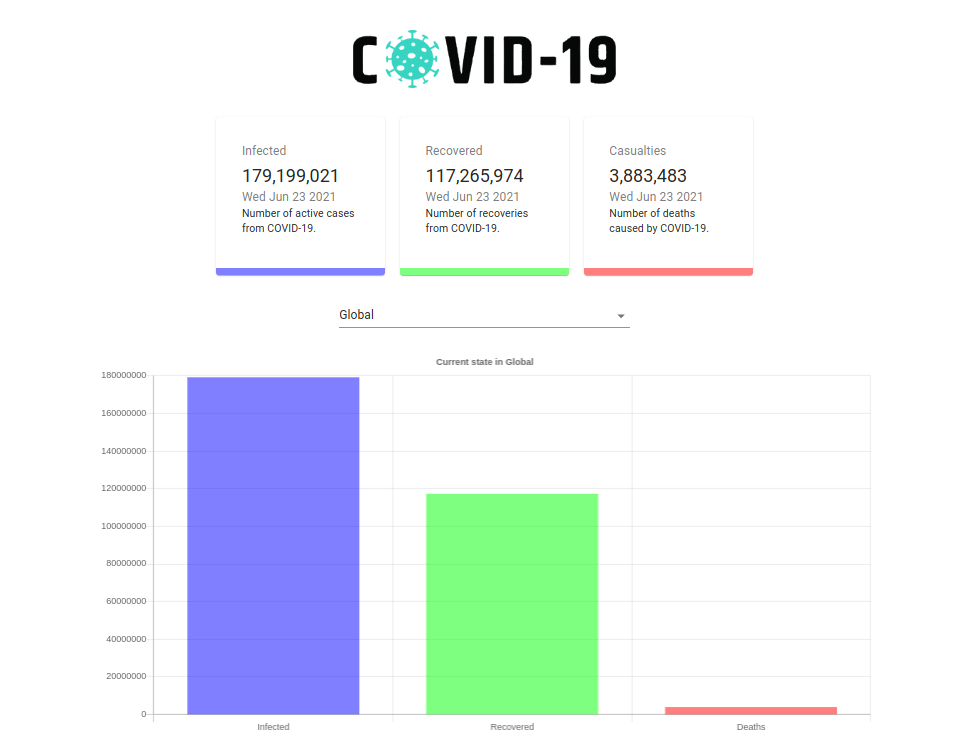 COVID-19
Infected
179,199,021
Wed Jun 23 2021
Number of active cases
from COVID-19.
Recovered
117,265,974
Wed Jun 23 2021
Number of recoveries
from COVID-19.
Casualties
3,883,483
Wed Jun 23 2021
Number of deaths
caused by COVID-19.
Global
Current state in Global
180000000
160000000
140000000
120000000
100000000
80000000
60000000
40000000
20000000
0
Infected
Recovered
Deaths